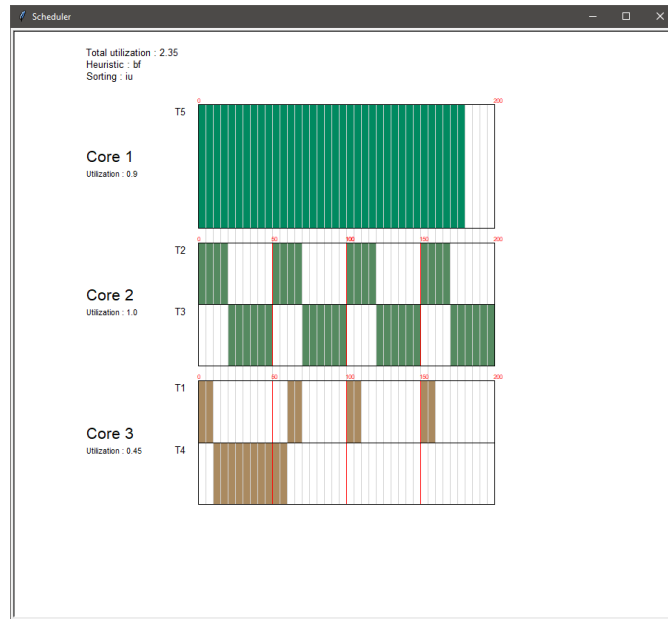 Scheduler
Total utilization : 2.35
Heuristic : bf
Sorting : iu
0 200
T5
Core 1
Utilization : 0.9
0 50 100 150 200
T2
Core 2
Utilization : 1.0
T3
0 50 100 150 200
T1
Core 3
Utilization : 0.45
T4